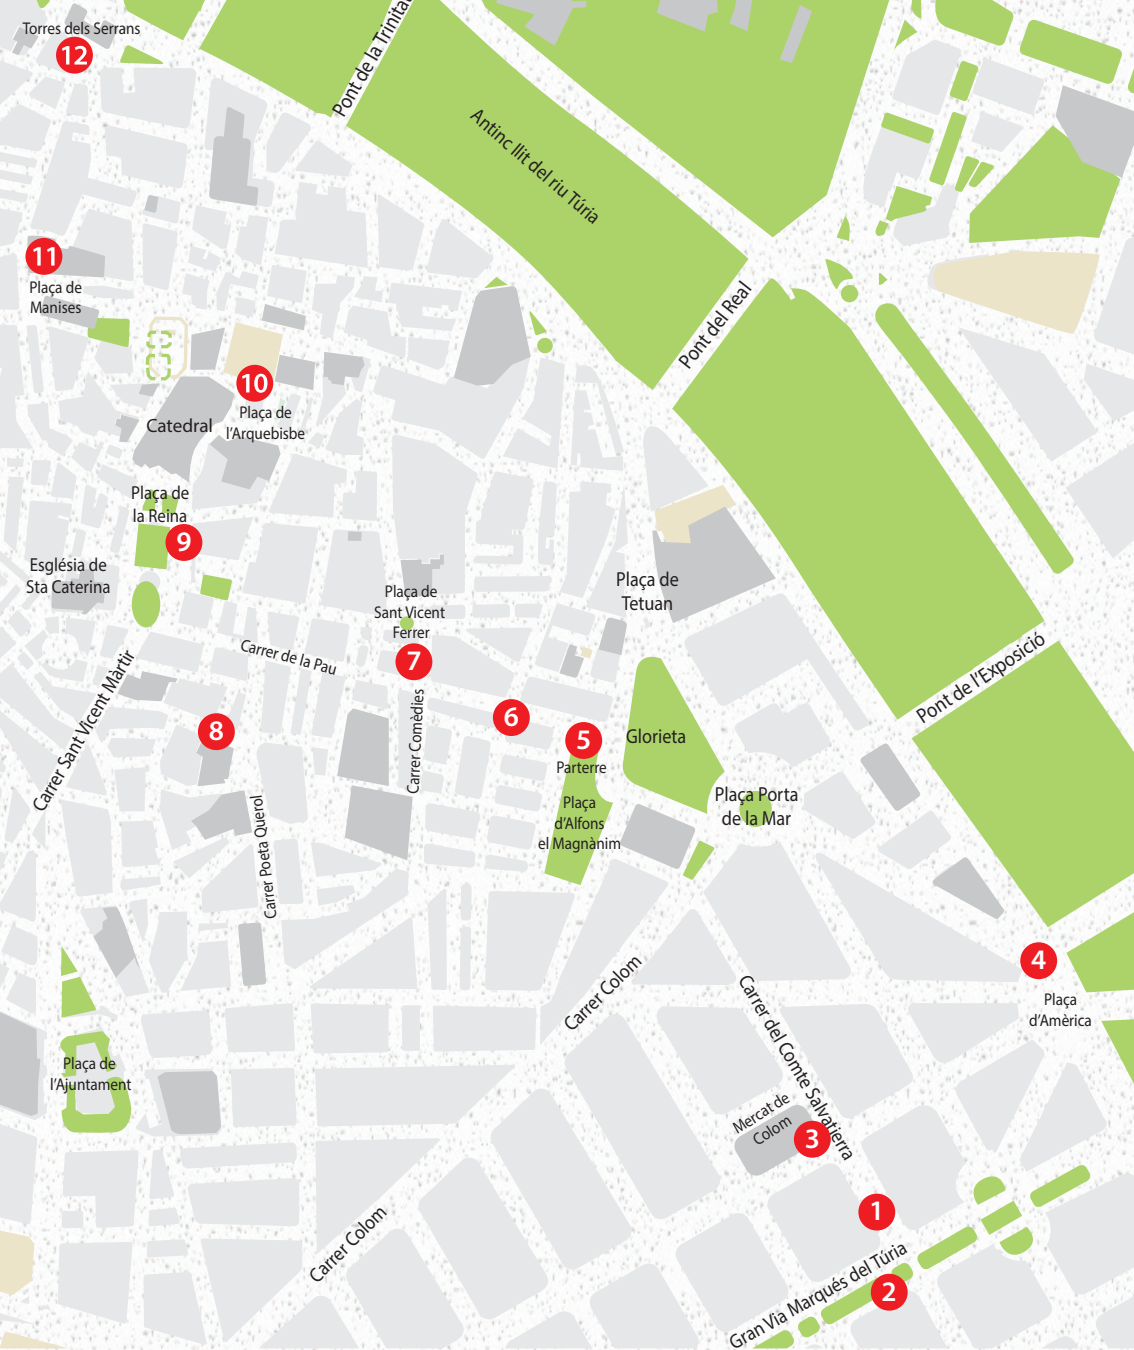 Torres dels Serrans
12
Pont de la Trinitat
Antinc llit del riu Túria
11
Plaça de
Manises
Pont del Real
10
Plaça de
l'Arquebisbe
Catedral
Plaça de
la Reina
9
Església de
Sta Caterina
Plaça de
Tetuan
Plaça de
Sant Vicent
Ferrer
7
Carrer de la Pau
Pont de l'Exposició
Carrer Sant Vicent Màrtir
8
Carrer Comèdies
6
5
Parterre
Glorieta
Plaça
d'Alfons
el Magnànim
Plaça Porta
de la Mar
Carrer Poeta Querol
4
Plaça
d'Amèrica
Carrer Colom
Carrer del Comte Salvatierra
Plaça de
l'Ajuntament
Mercat de
Colom
3
1
Carrer Colom
Gran Via Marqués del Túria
2